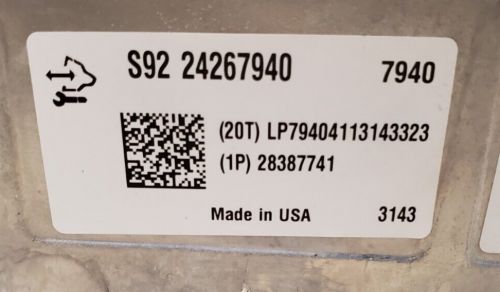 S92 24267940 7940
(20T) LP79404113143323
(1P) 28387741
Made in USA 3143